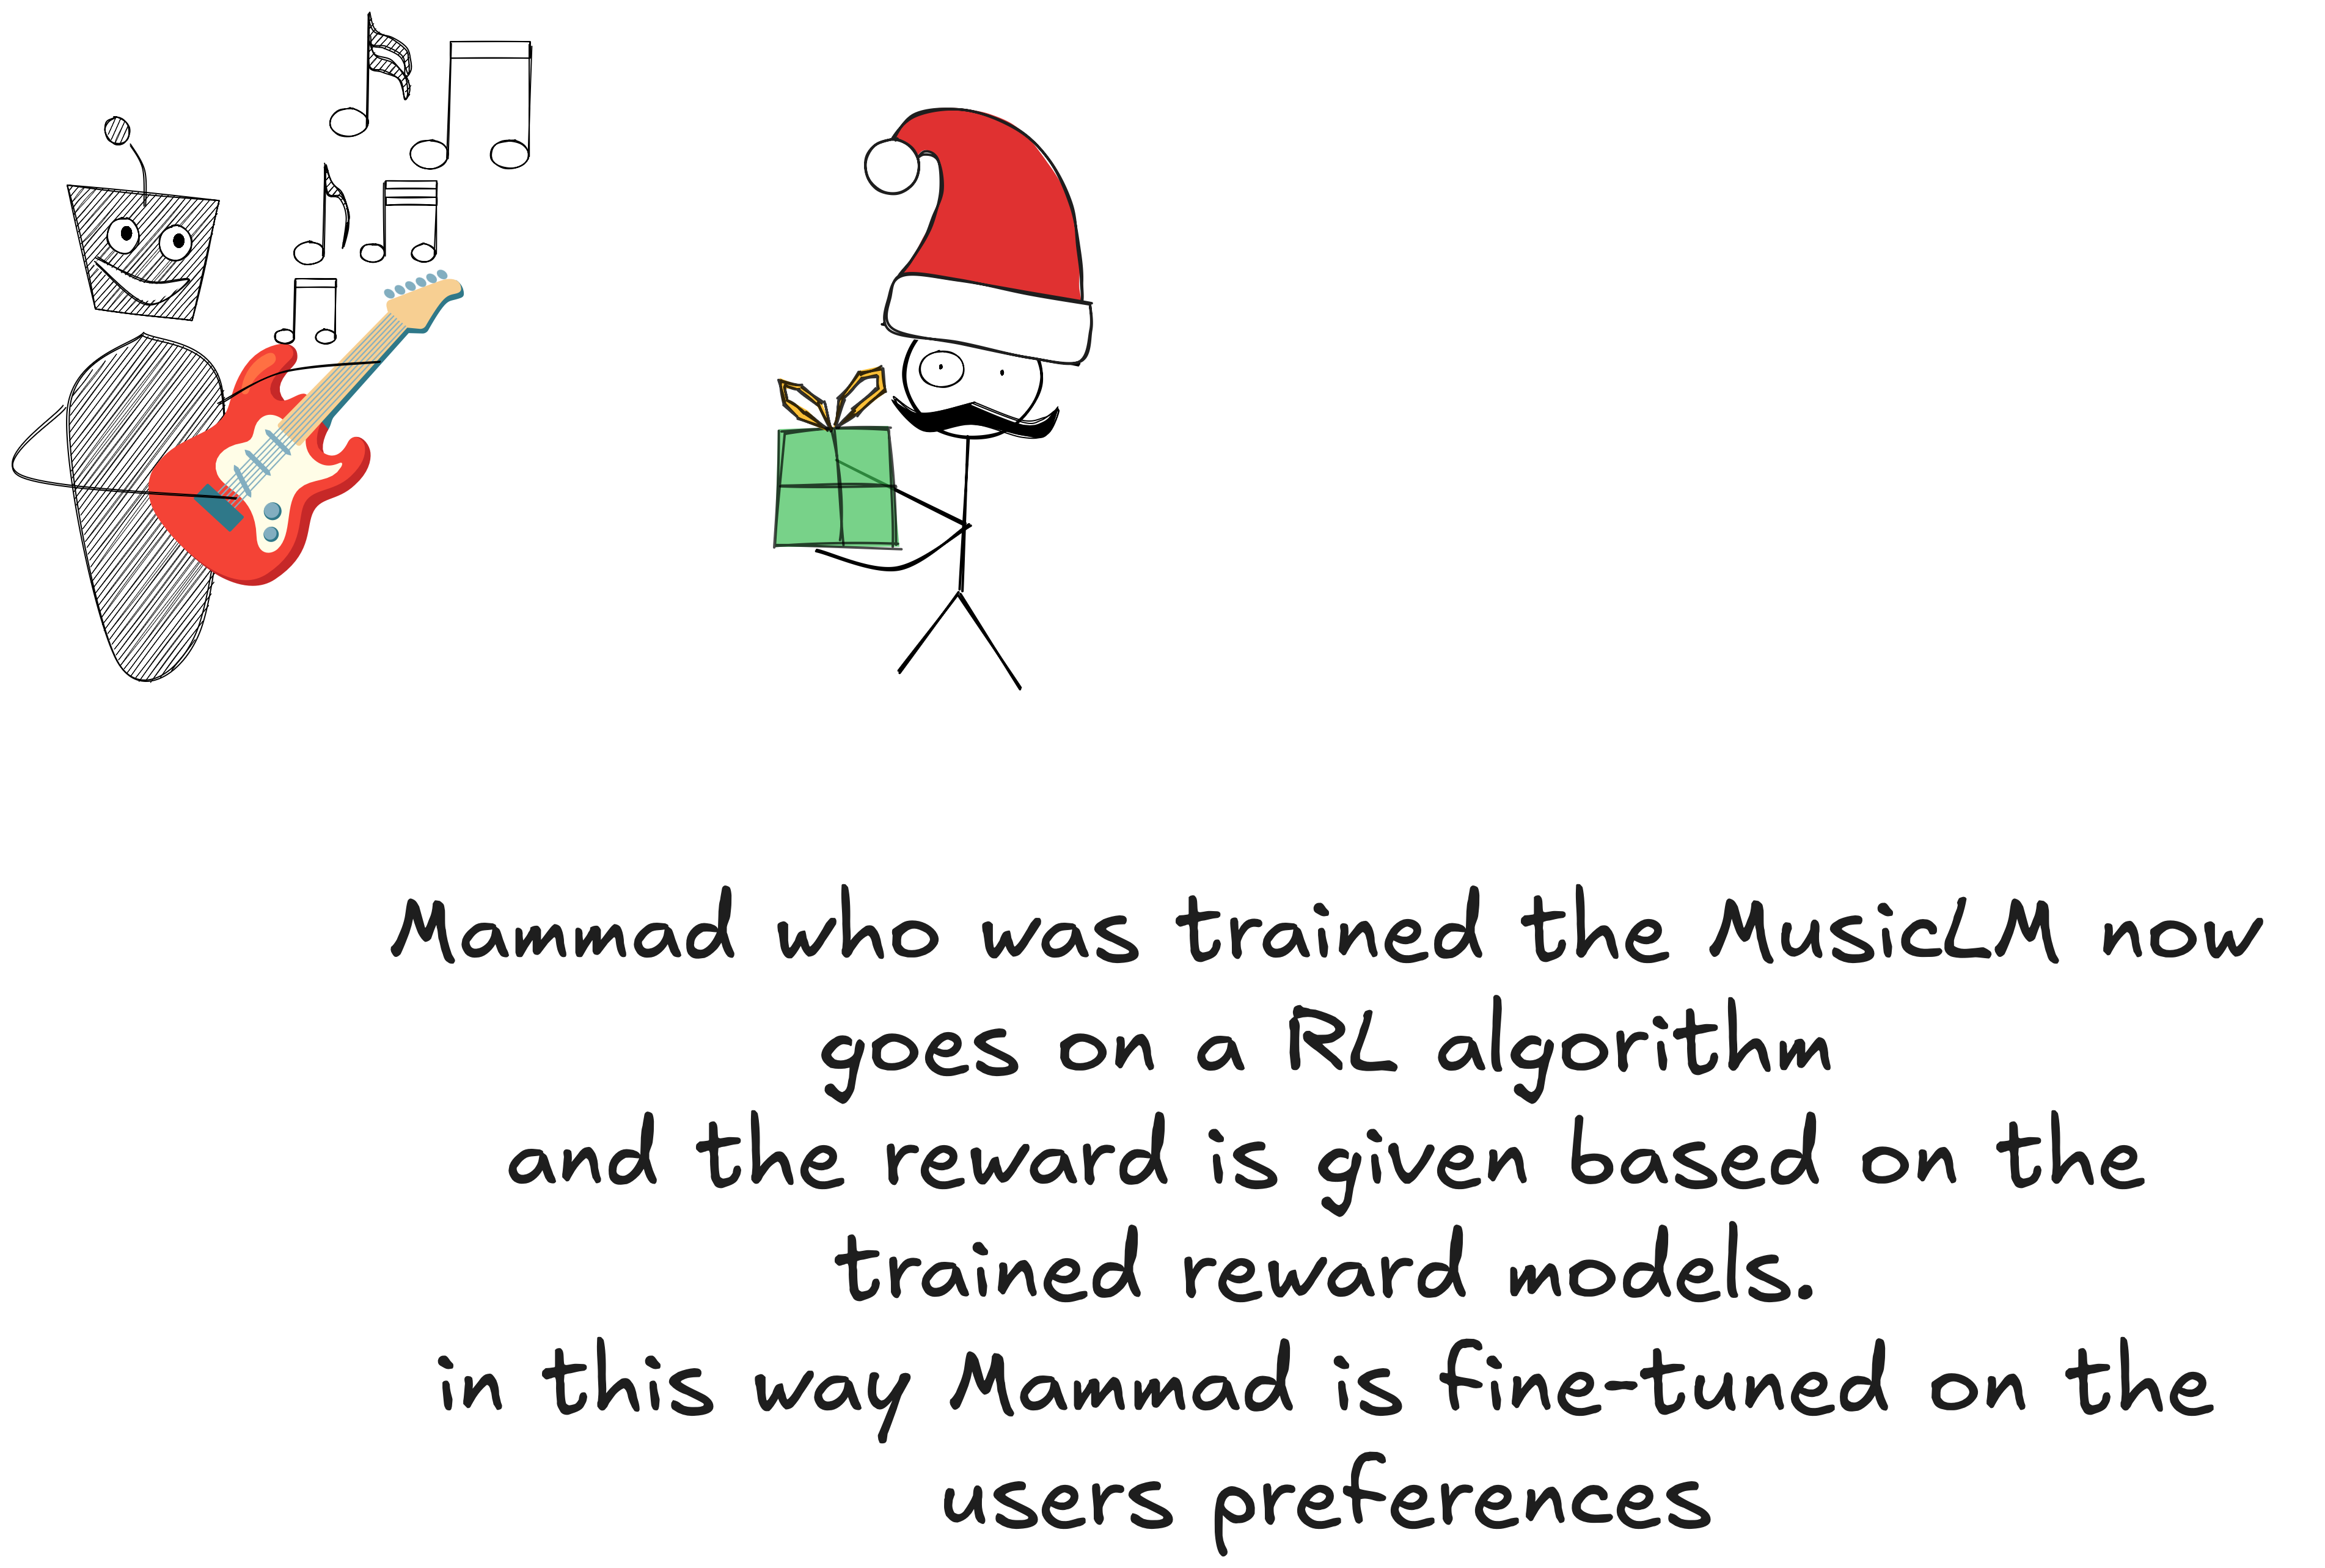 Mammad who was trained the MusicLM now
goes on a RL algorithm
and the reward is given based on the
trained reward models.
in this way Mammad is fine-tuned on the
users preferences